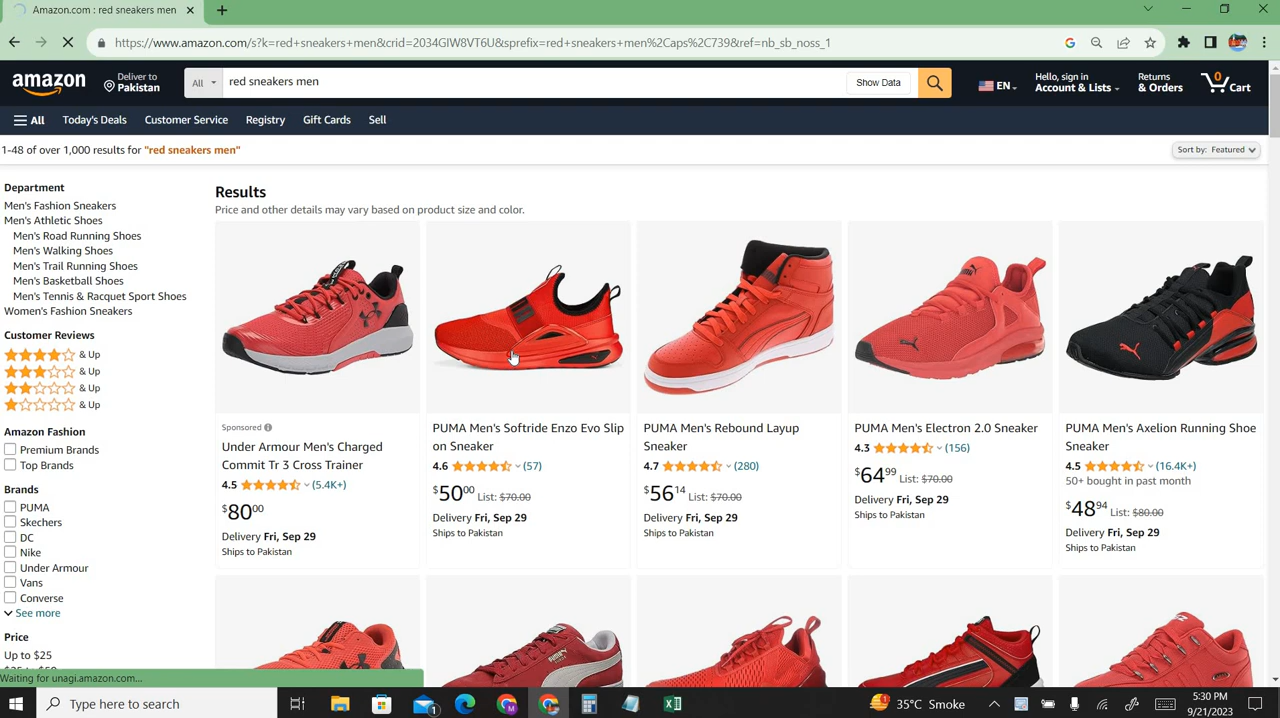 Amazon.com : red sneakers men
https://www.amazon.com/s?k=red+sneakers+men&crid=2034GIW8VT6U&sprefix=red+sneakers+men%2Caps%2C739&ref=nb_sb_noss_1
amazon
Deliver to
Pakistan
All
red sneakers men
Show Data
EN
Hello, sign in
Account & Lists
Returns
& Orders
0
Cart
All
Today's Deals
Customer Service
Registry
Gift Cards
Sell
1-48 of over 1,000 results for "red sneakers men"
Sort by: Featured
Department
Men's Fashion Sneakers
Men's Athletic Shoes
Men's Road Running Shoes
Men's Walking Shoes
Men's Trail Running Shoes
Men's Basketball Shoes
Men's Tennis & Racquet Sport Shoes
Women's Fashion Sneakers
Customer Reviews
& Up
& Up
& Up
& Up
Amazon Fashion
Premium Brands
Top Brands
Brands
PUMA
Skechers
DC
Nike
Under Armour
Vans
Converse
See more
Price
Up to $25
Results
Price and other details may vary based on product size and color.
Sponsored
Under Armour Men's Charged
Commit Tr 3 Cross Trainer
4.5 (5.4K+)
$8000
Delivery Fri, Sep 29
Ships to Pakistan
PUMA Men's Softride Enzo Evo Slip
on Sneaker
4.6 (57)
$5000 List: $70.00
Delivery Fri, Sep 29
Ships to Pakistan
PUMA Men's Rebound Layup
Sneaker
4.7 (280)
$5614 List: $70.00
Delivery Fri, Sep 29
Ships to Pakistan
PUMA Men's Electron 2.0 Sneaker
4.3 (156)
$6499 List: $70.00
Delivery Fri, Sep 29
Ships to Pakistan
PUMA Men's Axelion Running Shoe
Sneaker
4.5 (16.4K+)
50+ bought in past month
$4894 List: $80.00
Delivery Fri, Sep 29
Ships to Pakistan
Waiting for unagi.amazon.com...
Type here to search
1
35°C Smoke
5:30 PM
9/21/2023